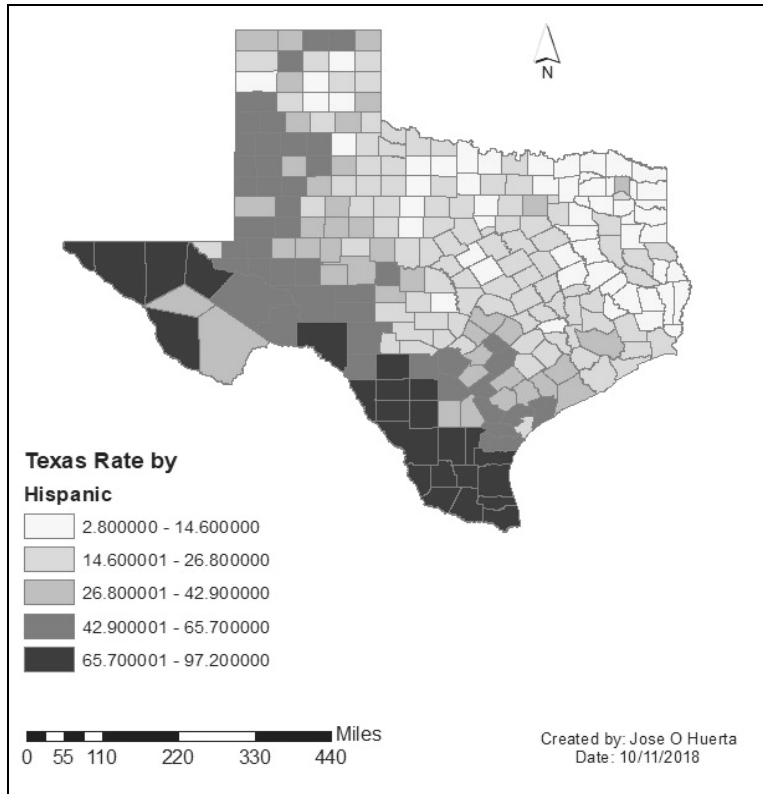 N
Texas Rate by
Hispanic
2.800000 - 14.600000
14.600001 - 26.800000
26.800001 - 42.900000
42.900001 - 65.700000
65.700001 - 97.200000
Miles
0 55 110 220 330 440
Created by: Jose O Huerta
Date: 10/11/2018